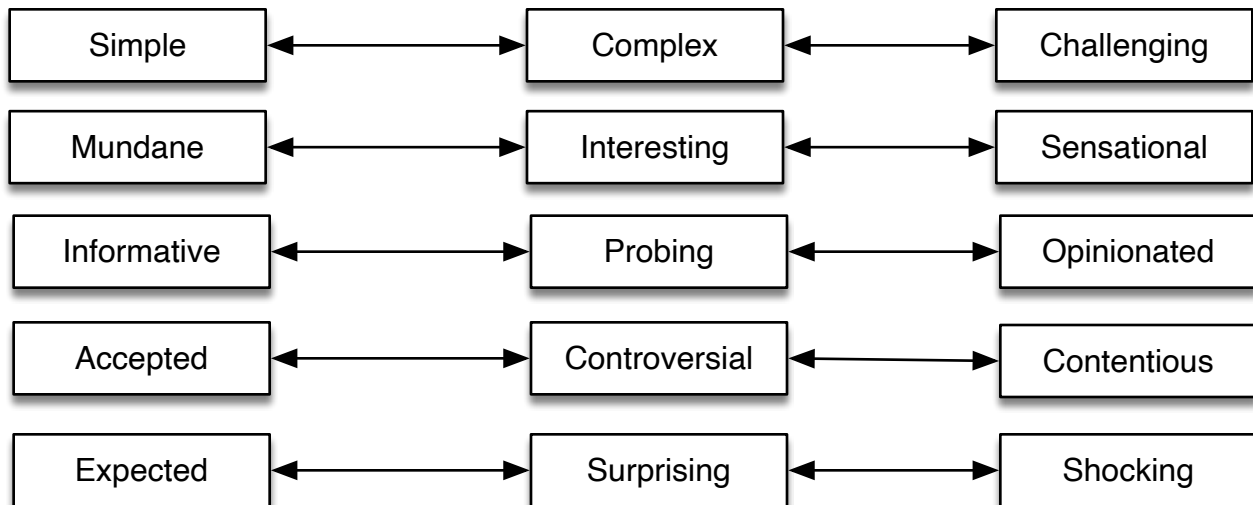 Simple Complex Challenging
Mundane Interesting Sensational
Informative Probing Opinionated
Accepted Controversial Contentious
Expected Surprising Shocking